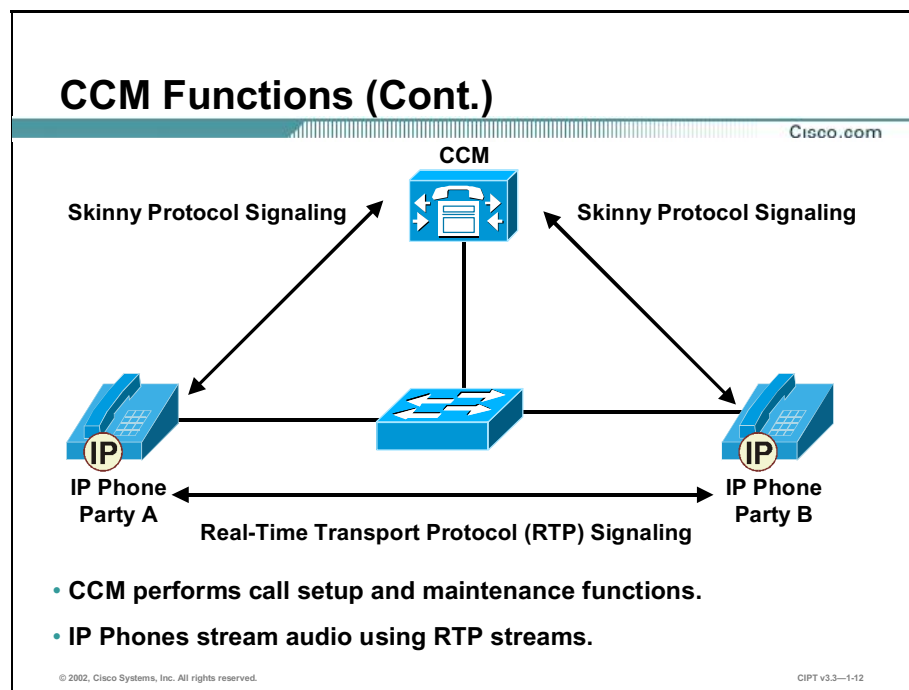 CCM Functions (Cont.)
Cisco.com
CCM
Skinny Protocol Signaling
Skinny Protocol Signaling
IP
IP
IP Phone
Party A
IP Phone
Party B
Real-Time Transport Protocol (RTP) Signaling
• CCM performs call setup and maintenance functions.
• IP Phones stream audio using RTP streams.
© 2002, Cisco Systems, Inc. All rights reserved.
CIPT v3.3—1-12